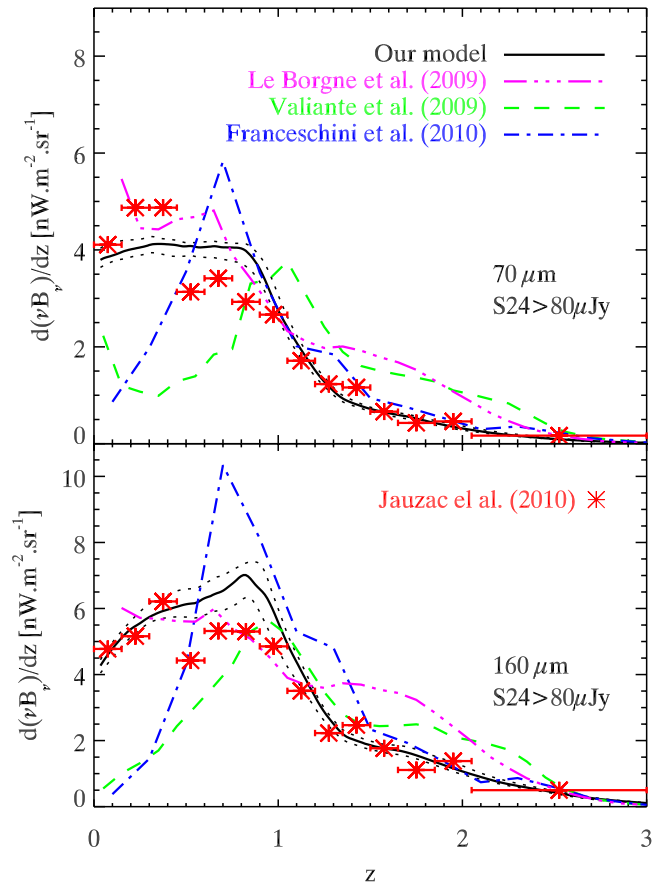 8
6
4
2
0
d(νBν)/dz [nW.m-2.sr-1]
Our model
Le Borgne et al. (2009)
Valiante et al. (2009)
Franceschini et al. (2010)
70 μm
S24>80μJy
10
8
6
4
2
0
d(νBν)/dz [nW.m-2.sr-1]
Jauzac el al. (2010)
160 μm
S24>80μJy
0 1 2 3
z